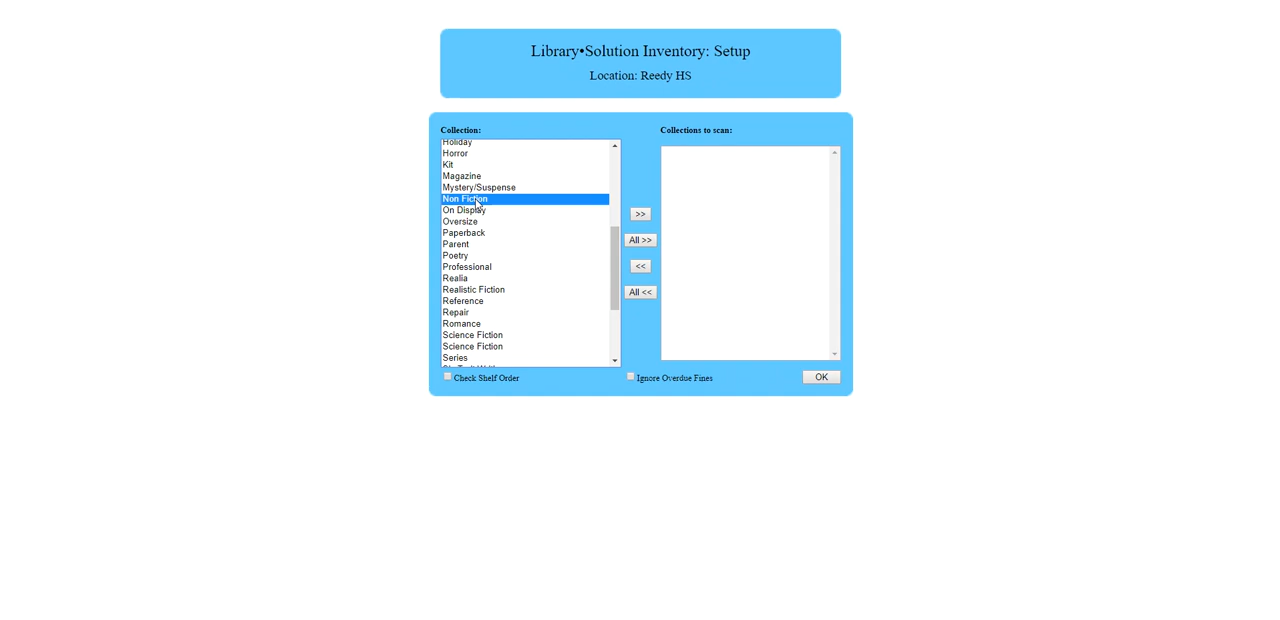 Library•Solution Inventory: Setup
Location: Reedy HS
Collection:
Collections to scan:
Holiday
Horror
Kit
Magazine
Mystery/Suspense
Non Fiction
On Display
Oversize
Paperback
Parent
Poetry
Professional
Realia
Realistic Fiction
Reference
Repair
Romance
Science Fiction
Science Fiction
Series
>>
All >>
<<
All <<
Check Shelf Order
Ignore Overdue Fines
OK